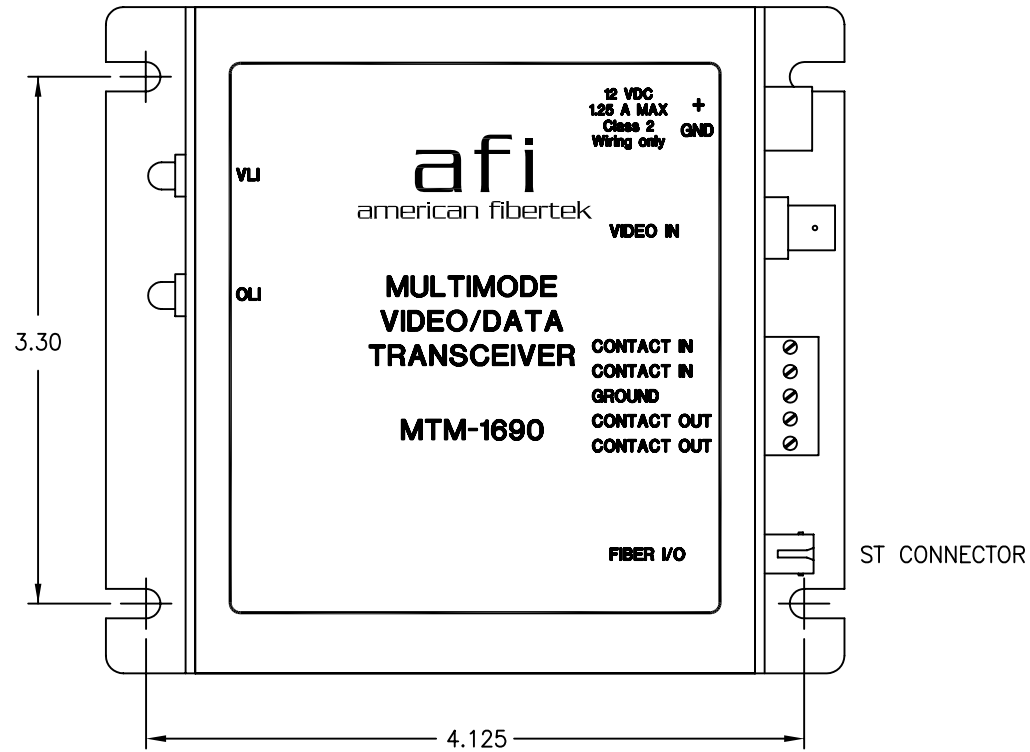 12 VDC
1.25 A MAX
Class 2
Wiring only
+
GND
VLI
afi
american fibertek
VIDEO IN
OLI
MULTIMODE
VIDEO/DATA
TRANSCEIVER
MTM-1690
3.30
CONTACT IN
CONTACT IN
GROUND
CONTACT OUT
CONTACT OUT
FIBER I/O
ST CONNECTOR
4.125